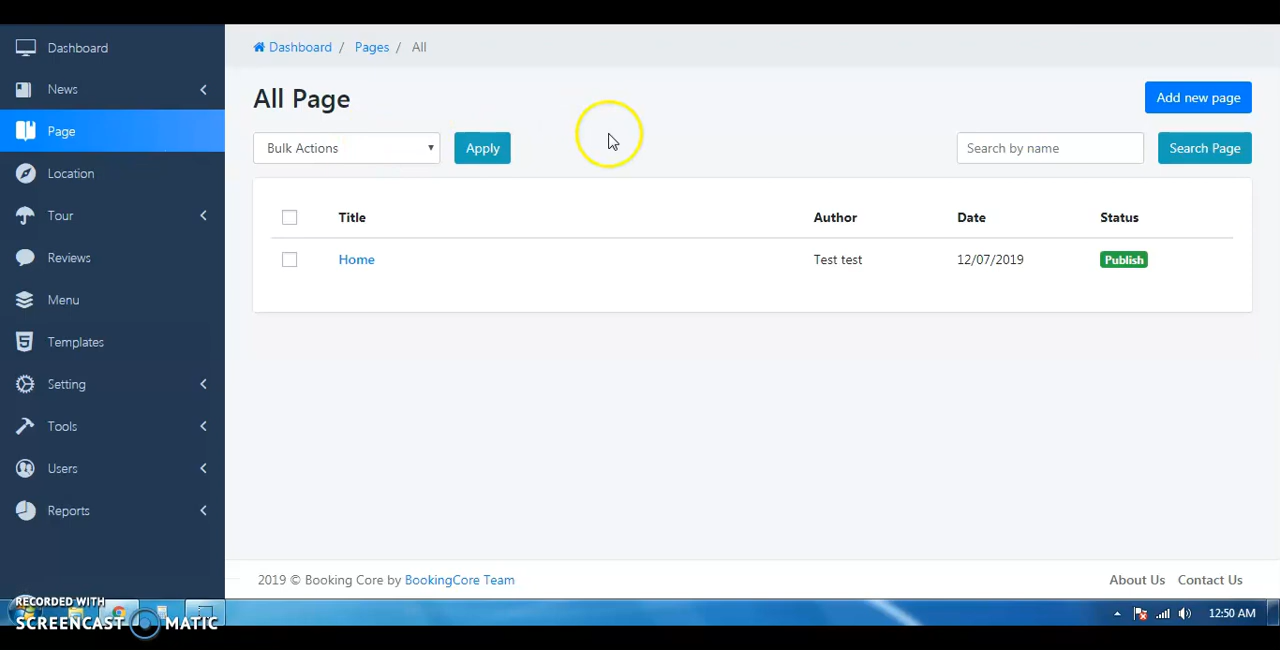 Dashboard
News
Page
Location
Tour
Reviews
Menu
Templates
Setting
Tools
Users
Reports
Dashboard / Pages / All
All Page
Add new page
Bulk Actions
Apply
Search by name
Search Page
Title Author Date Status
Home Test test 12/07/2019 Publish
2019 © Booking Core by BookingCore Team
About Us Contact Us
RECORDED WITH
SCREENCAST MATIC
12:50 AM